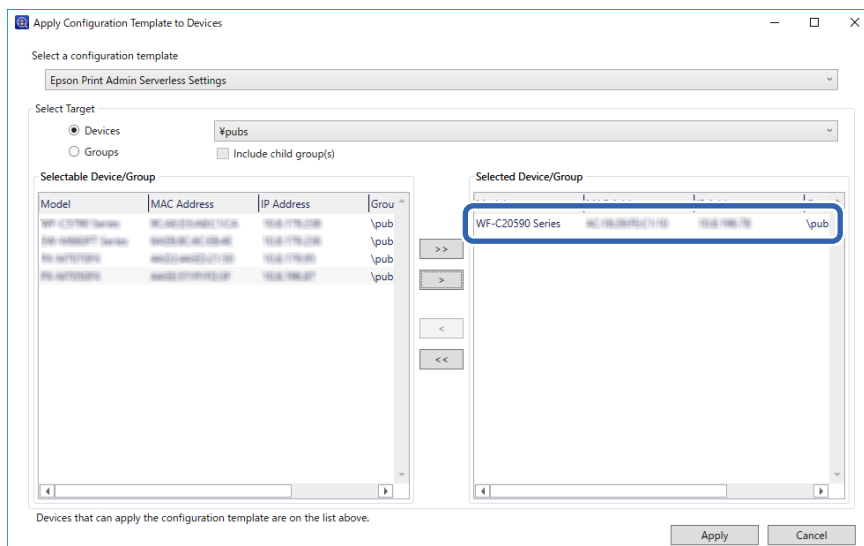 Apply Configuration Template to Devices
Select a configuration template
Epson Print Admin Serverless Settings
Select Target
Devices
¥pubs
Groups
Include child group(s)
Selectable Device/Group
Selected Device/Group
Model MAC Address IP Address Grou
\pub
\pub
\pub
\pub
WF-C20590 Series \pub
>>
>
<
<<
Devices that can apply the configuration template are on the list above.
Apply Cancel